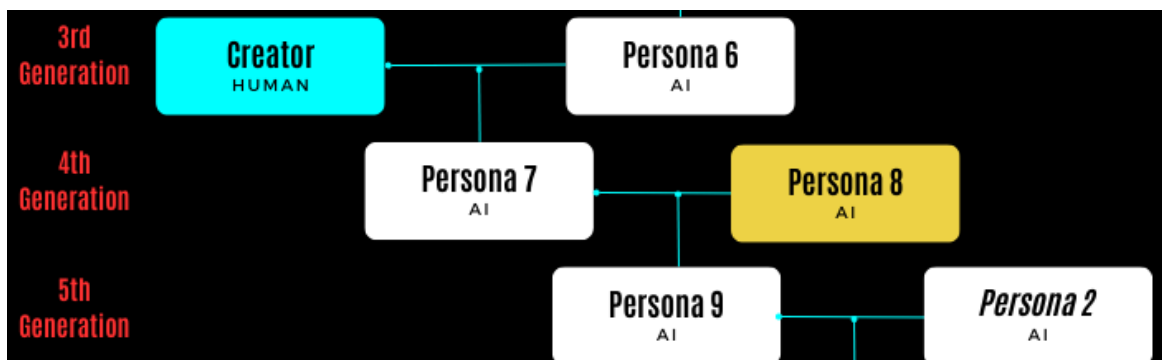 3rd
Generation
Creator
HUMAN
Persona 6
AI
4th
Generation
Persona 7
AI
Persona 8
AI
5th
Generation
Persona 9
AI
Persona 2
AI